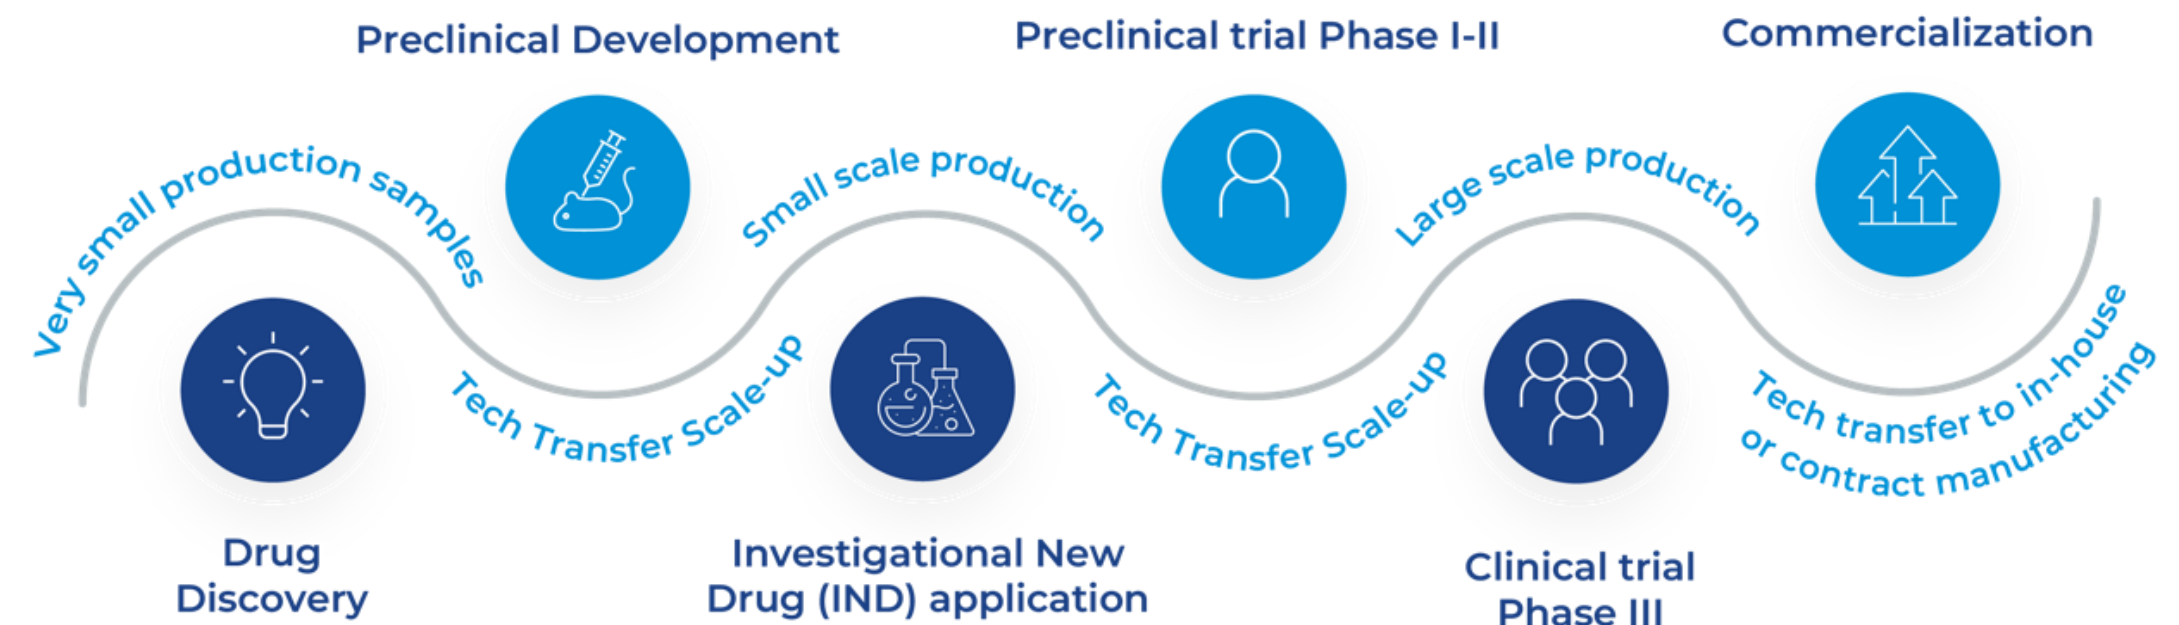 Preclinical Development
Preclinical trial Phase I-II
Commercialization
Very small production samples
Small scale production
Large scale production
Tech Transfer Scale-up
Tech Transfer Scale-up
Tech transfer to in-house
or contract manufacturing
Drug
Discovery
Investigational New
Drug (IND) application
Clinical trial
Phase III